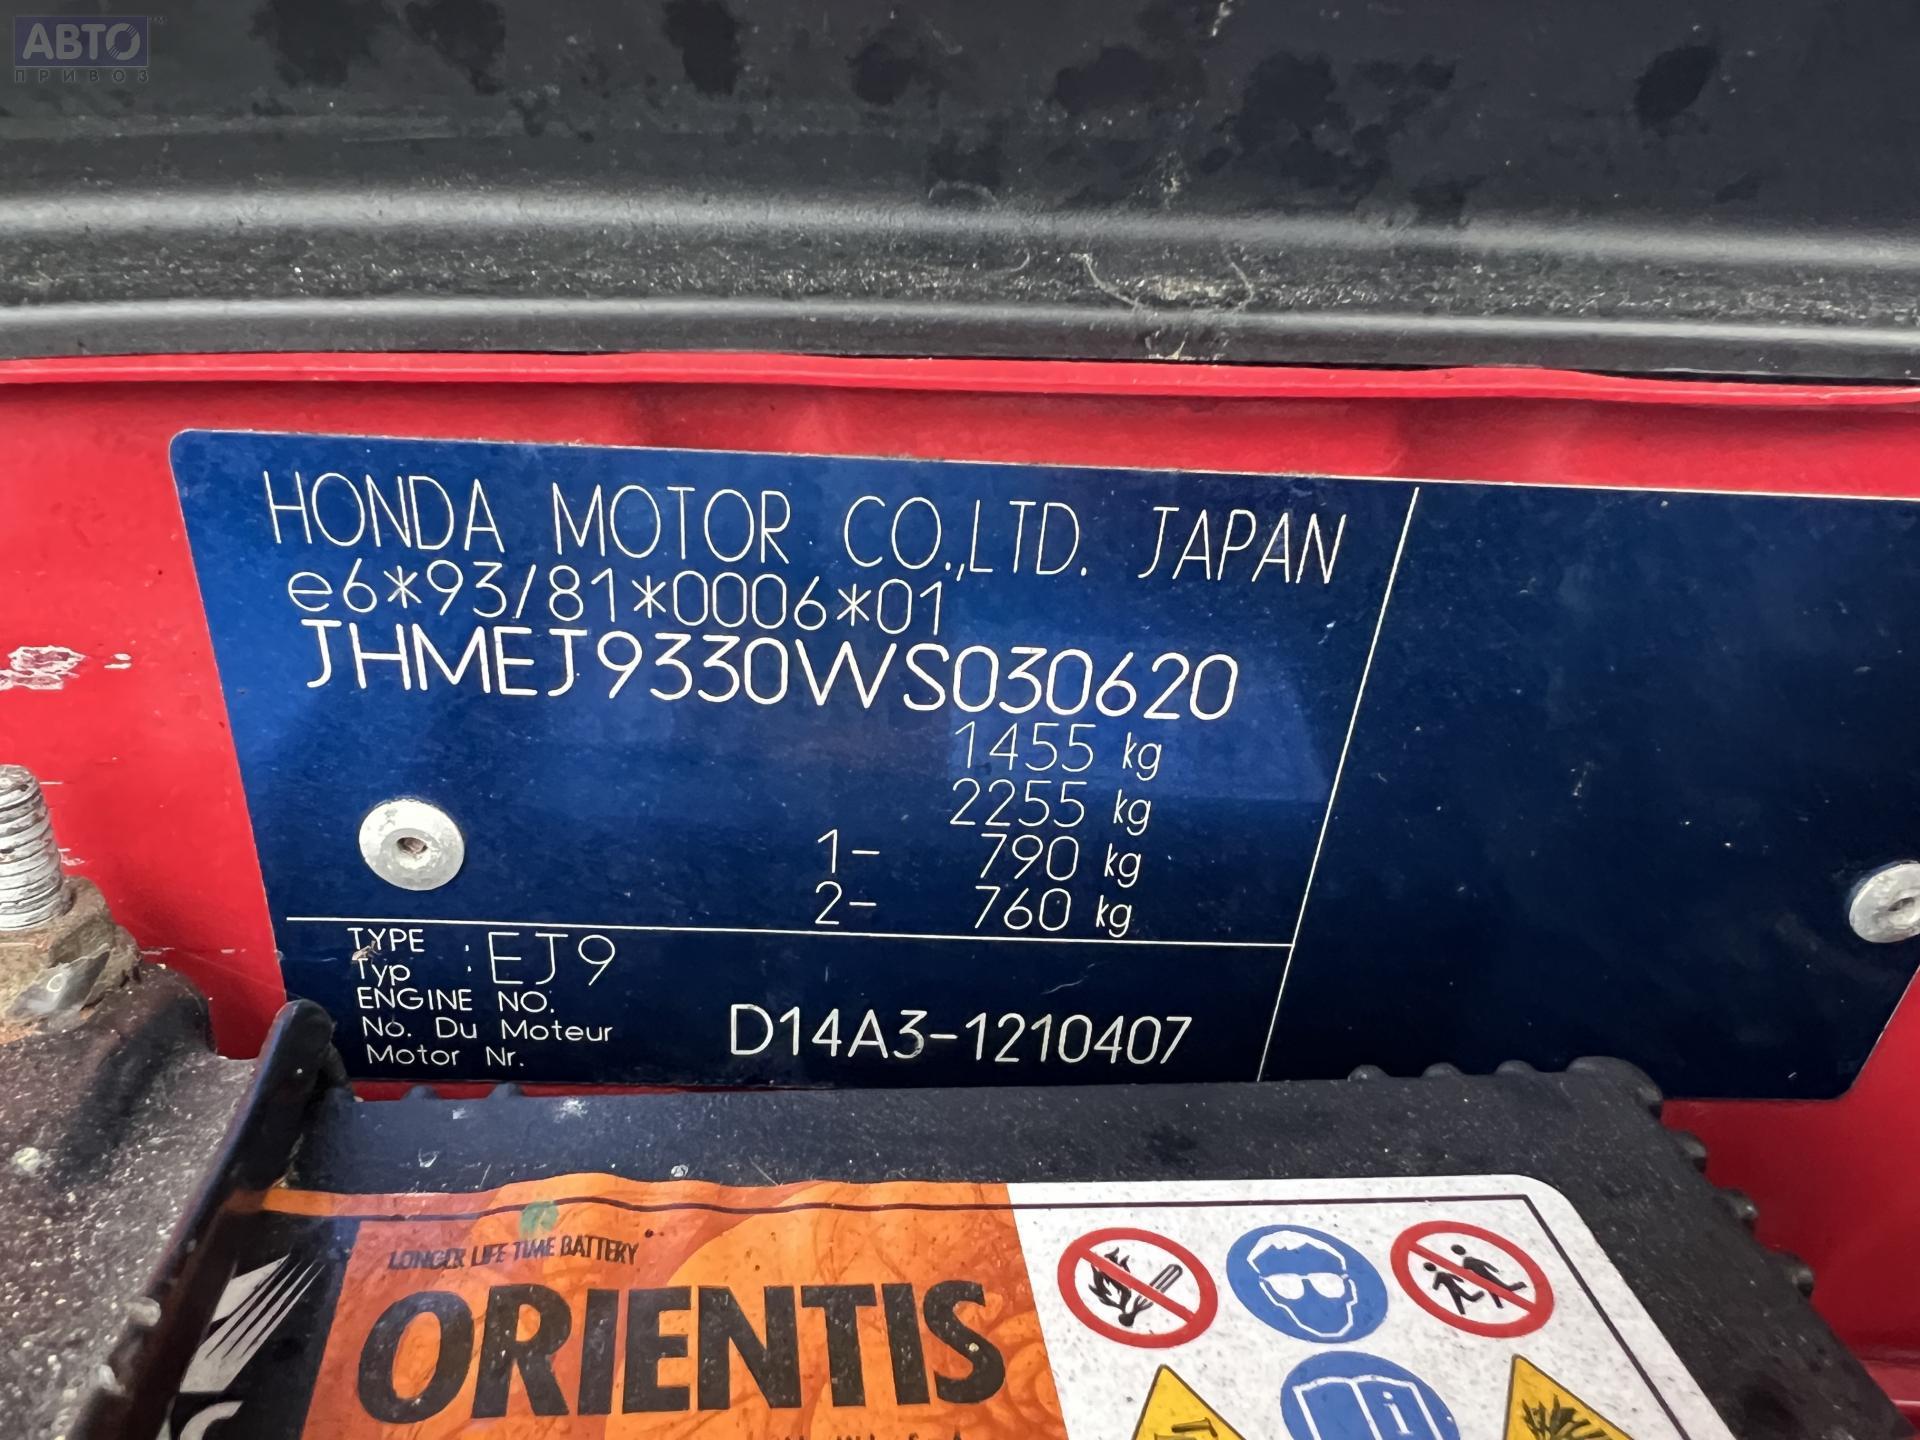 АВТО
ПРИВОЗ
HONDA MOTOR CO.,LTD. JAPAN
e6*93/81*0006*01
JHMEJ9330WS030620
1455 kg
2255 kg
1- 790 kg
2- 760 kg
TYPE
Typ : EJ9
ENGINE NO.
No. Du Moteur
Motor Nr.
D14A3-1210407
LONGER LIFE TIME BATTERY
ORIENTIS